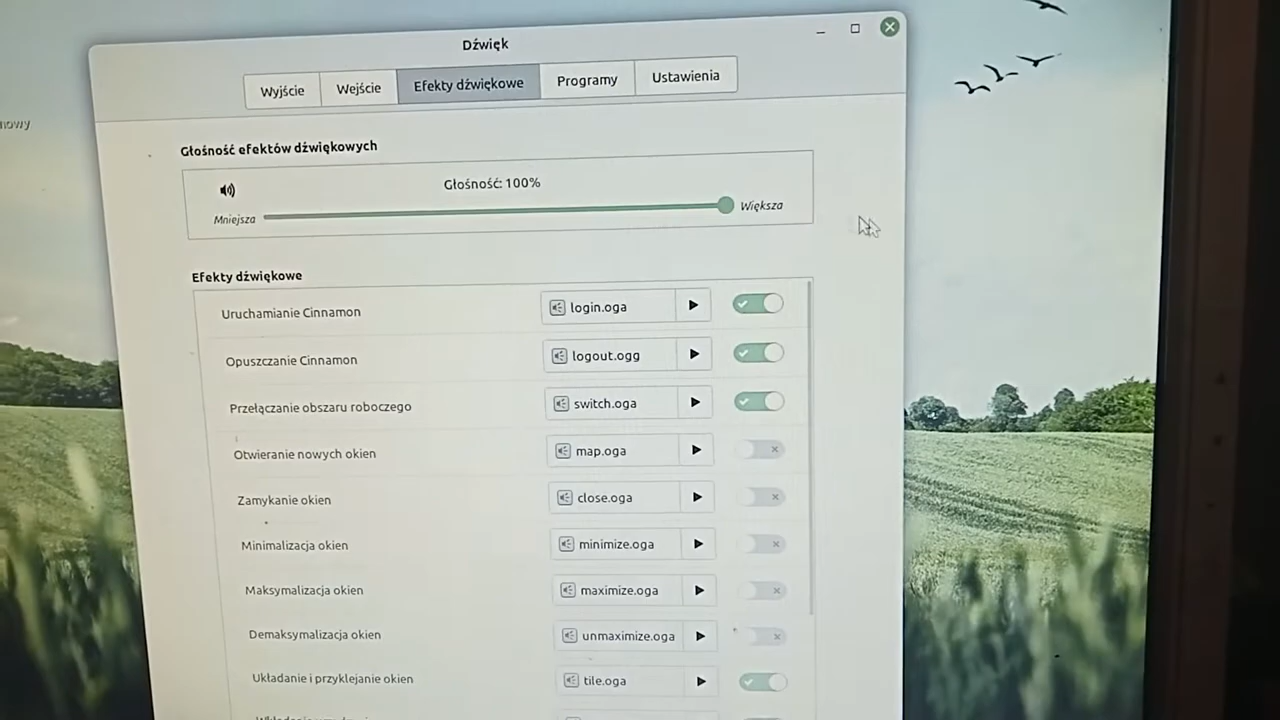 nowy
Dźwięk
Wyjście Wejście Efekty dźwiękowe Programy Ustawienia
Głośność efektów dźwiękowych
Głośność: 100%
Mniejsza Większa
Efekty dźwiękowe
Uruchamianie Cinnamon login.oga
Opuszczanie Cinnamon logout.ogg
Przełączanie obszaru roboczego switch.oga
Otwieranie nowych okien map.oga
Zamykanie okien close.oga
Minimalizacja okien minimize.oga
Maksymalizacja okien maximize.oga
Demaksymalizacja okien unmaximize.oga
Układanie i przyklejanie okien tile.oga